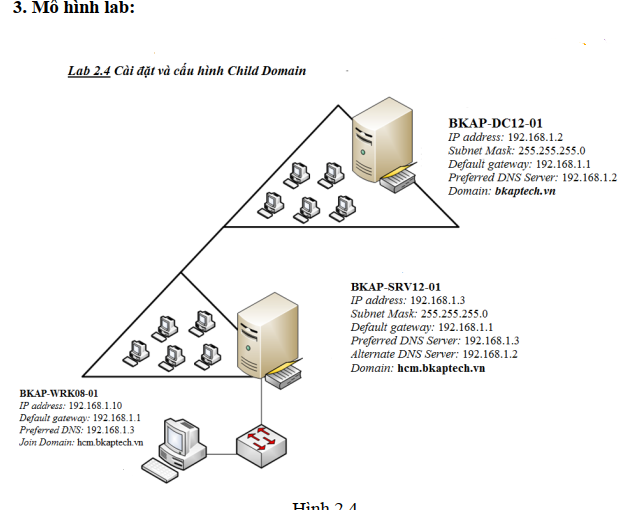 3. Mô hình lab:
Lab 2.4 Cài đặt và cấu hình Child Domain
BKAP-DC12-01
IP address: 192.168.1.2
Subnet Mask: 255.255.255.0
Default gateway: 192.168.1.1
Preferred DNS Server: 192.168.1.2
Domain: bkaptech.vn
BKAP-SRV12-01
IP address: 192.168.1.3
Subnet Mask: 255.255.255.0
Default gateway: 192.168.1.1
Preferred DNS Server: 192.168.1.3
Alternate DNS Server: 192.168.1.2
Domain: hcm.bkaptech.vn
BKAP-WRK08-01
IP address: 192.168.1.10
Default gateway: 192.168.1.1
Preferred DNS: 192.168.1.3
Join Domain: hcm.bkaptech.vn
Hình 2.4